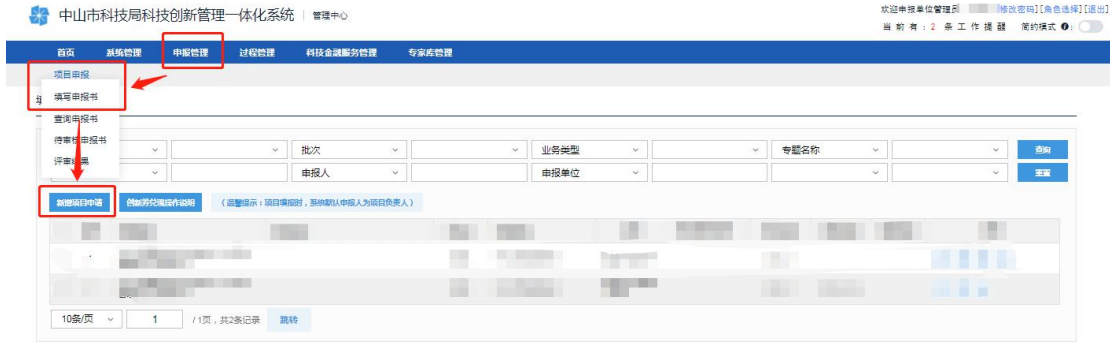 中山市科技局科技创新管理一体化系统 | 管理中心
欢迎申报单位管理员 修改密码][角色选择][退出]
当前有:2 条工作提醒 简约模式
首页 系统管理 申报管理 过程管理 科技金融服务管理 专家库管理
项目申报
填写申报书
查询申报书
待审核申报书
评审结果
批次 业务类型 专题名称 查询
申报人 申报单位 重置
新增项目申请 创新券兑现操作说明 (温馨提示:项目填报时,系统默认申报人为项目负责人)
10条/页 1 / 1页,共2条记录 跳转